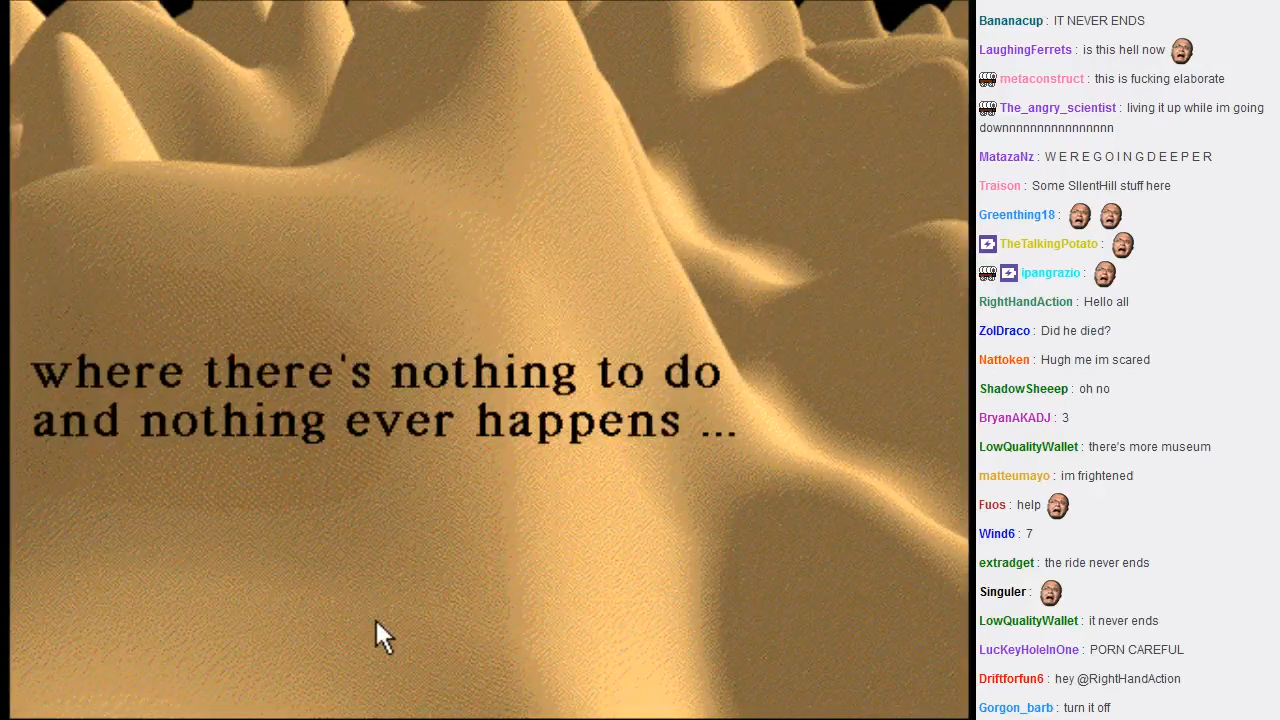 where there's nothing to do
and nothing ever happens ...
Bananacup : IT NEVER ENDS
LaughingFerrets : is this hell now
metaconstruct : this is fucking elaborate
The_angry_scientist : living it up while im going
downnnnnnnnnnnnnnnnn
MatazaNz : W E R E G O I N G D E E P E R
Traison : Some SIlentHill stuff here
Greenthing18 :
TheTalkingPotato :
ipangrazio :
RightHandAction : Hello all
ZolDraco : Did he died?
Nattoken : Hugh me im scared
ShadowSheeep : oh no
BryanAKADJ : 3
LowQualityWallet : there's more museum
matteumayo : im frightened
Fuos : help
Wind6 : 7
extradget : the ride never ends
Singuler :
LowQualityWallet : it never ends
LucKeyHoleInOne : PORN CAREFUL
Driftforfun6 : hey @RightHandAction
Gorgon_barb : turn it off